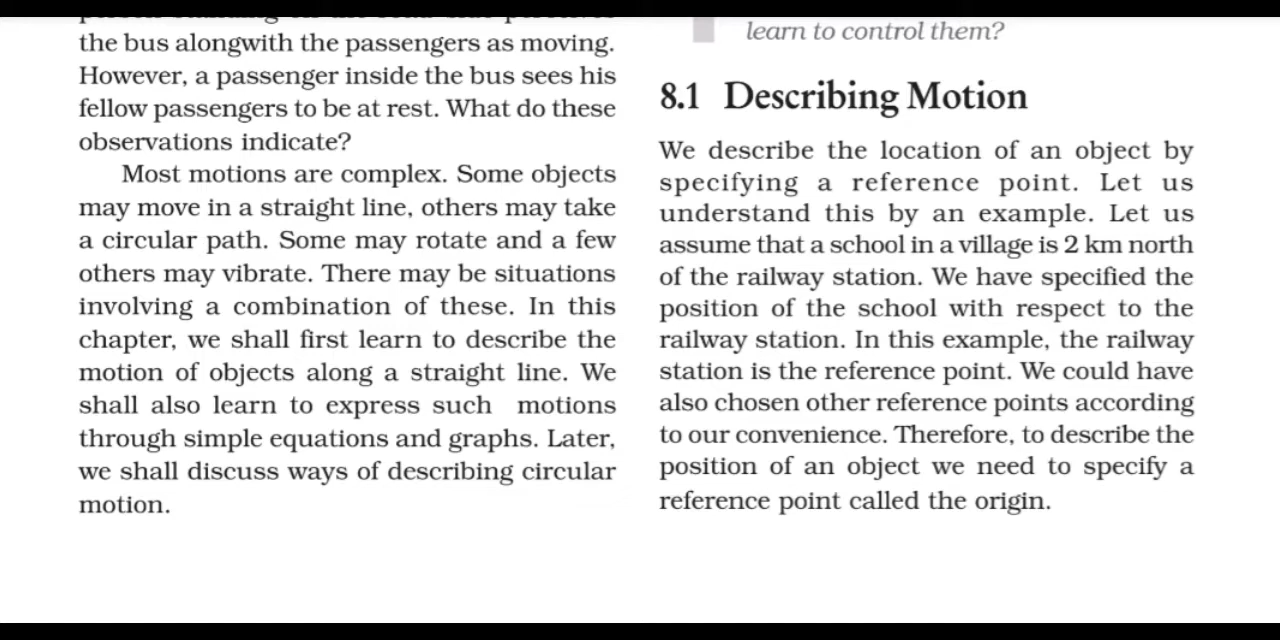 the bus alongwith the passengers as moving.
However, a passenger inside the bus sees his
fellow passengers to be at rest. What do these
observations indicate?
Most motions are complex. Some objects
may move in a straight line, others may take
a circular path. Some may rotate and a few
others may vibrate. There may be situations
involving a combination of these. In this
chapter, we shall first learn to describe the
motion of objects along a straight line. We
shall also learn to express such motions
through simple equations and graphs. Later,
we shall discuss ways of describing circular
motion.
learn to control them?
8.1 Describing Motion
We describe the location of an object by
specifying a reference point. Let us
understand this by an example. Let us
assume that a school in a village is 2 km north
of the railway station. We have specified the
position of the school with respect to the
railway station. In this example, the railway
station is the reference point. We could have
also chosen other reference points according
to our convenience. Therefore, to describe the
position of an object we need to specify a
reference point called the origin.